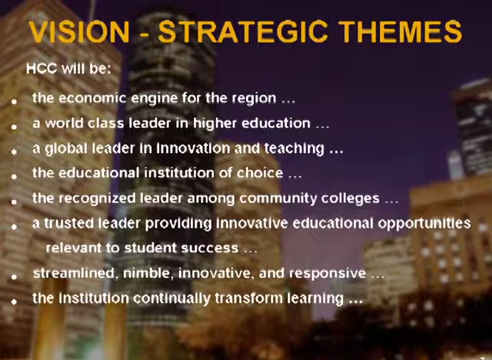 VISION - STRATEGIC THEMES
HCC will be:
• the economic engine for the region …
• a world class leader in higher education …
• a global leader in innovation and teaching …
• the educational institution of choice …
• the recognized leader among community colleges …
• a trusted leader providing innovative educational opportunities
relevant to student success …
• streamlined, nimble, innovative, and responsive …
• the institution continually transform learning …